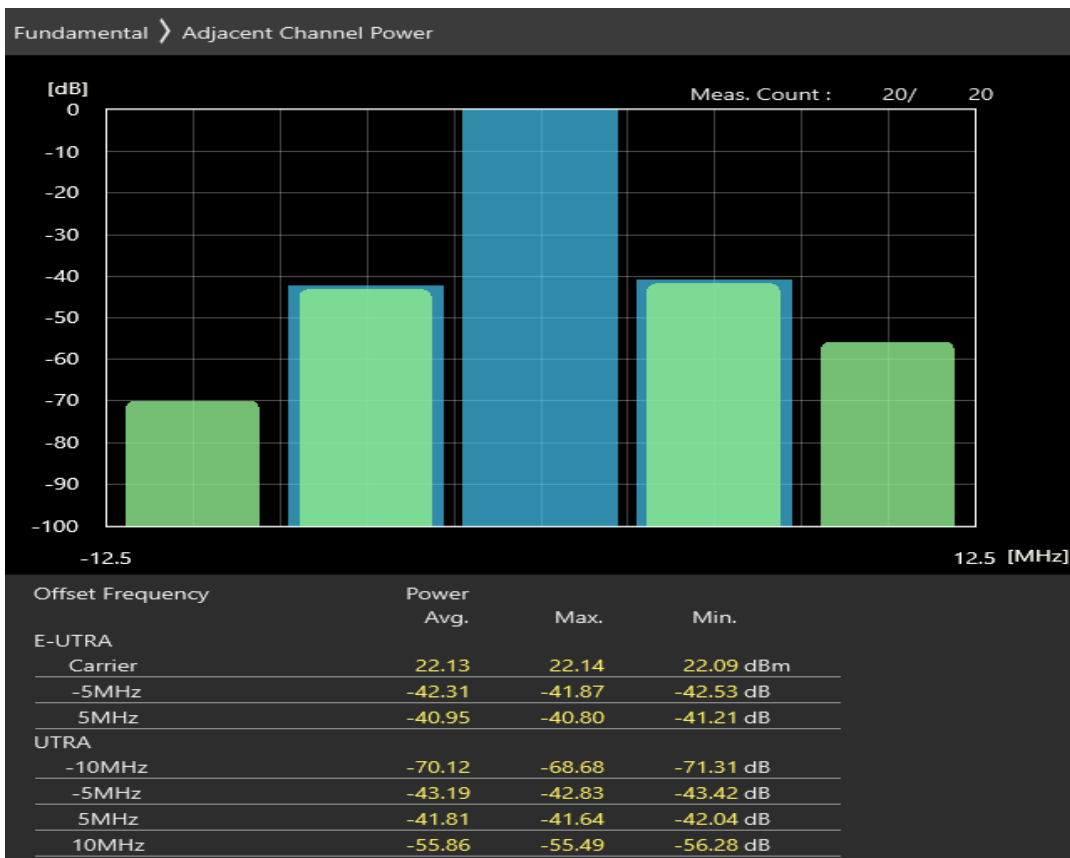 Fundamental 〉 Adjacent Channel Power
[dB]
Meas. Count : 20/ 20
0
-10
-20
-30
-40
-50
-60
-70
-80
-90
-100
-12.5 12.5 [MHz]
Offset Frequency Power
Avg. Max. Min.
E-UTRA
Carrier 22.13 22.14 22.09 dBm
-5MHz -42.31 -41.87 -42.53 dB
5MHz -40.95 -40.80 -41.21 dB
UTRA
-10MHz -70.12 -68.68 -71.31 dB
-5MHz -43.19 -42.83 -43.42 dB
5MHz -41.81 -41.64 -42.04 dB
10MHz -55.86 -55.49 -56.28 dB